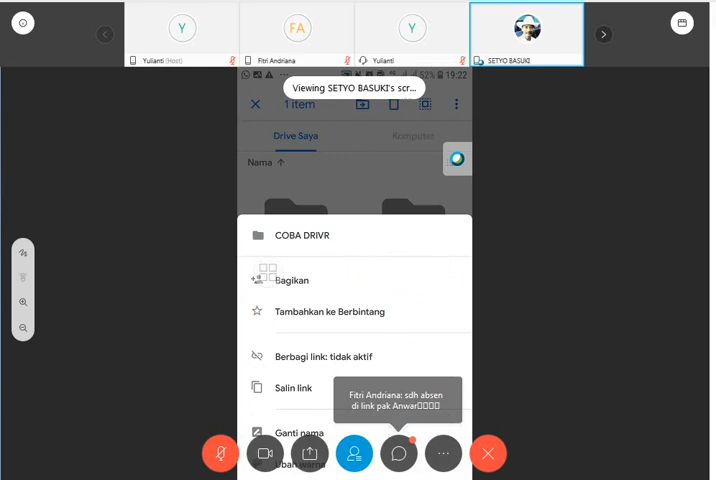 Y
FA
Y
Yulianti (Host)
Fitri Andriana
Yulianti
SETYO BASUKI
52% 19:22
Viewing SETYO BASUKI's scr...
1 item
Drive Saya
Komputer
Nama
COBA DRIVR
Bagikan
Tambahkan ke Berbintang
Berbagi link: tidak aktif
Salin link
Fitri Andriana: sdh absen
di link pak Anwar
Ganti nama
Ubah warna